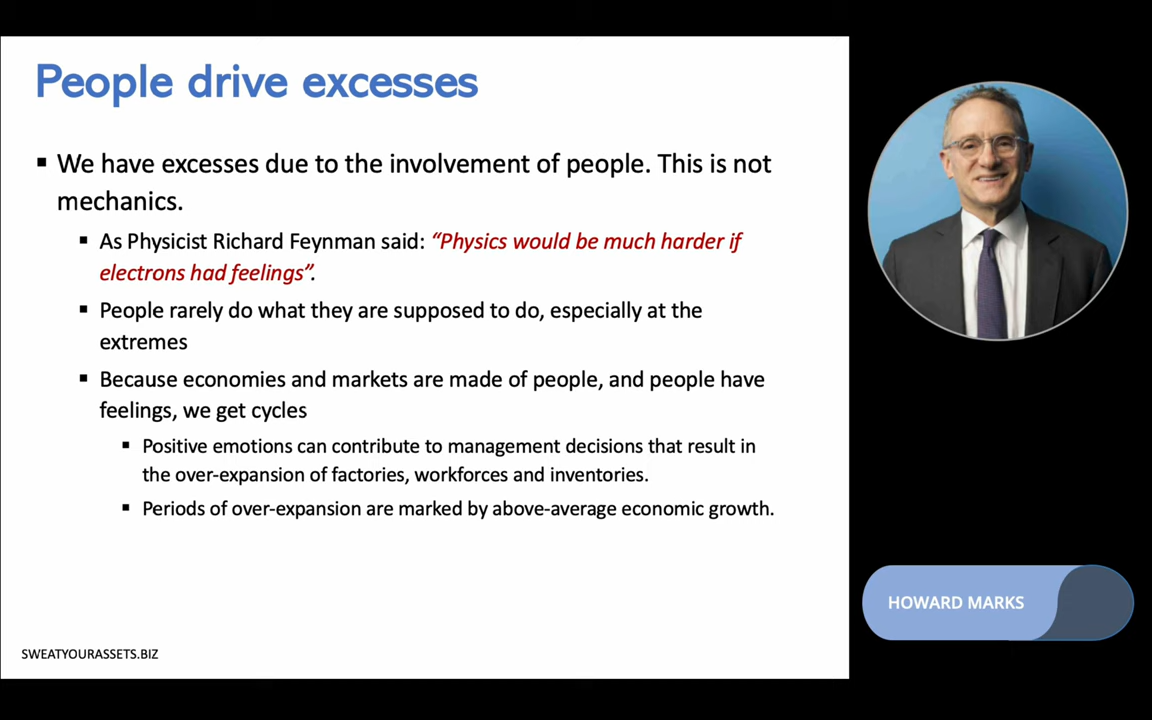 People drive excesses
▪ We have excesses due to the involvement of people. This is not
mechanics.
▪ As Physicist Richard Feynman said: “Physics would be much harder if
electrons had feelings”.
▪ People rarely do what they are supposed to do, especially at the
extremes
▪ Because economies and markets are made of people, and people have
feelings, we get cycles
▪ Positive emotions can contribute to management decisions that result in
the over-expansion of factories, workforces and inventories.
▪ Periods of over-expansion are marked by above-average economic growth.
HOWARD MARKS
SWEATYOURASSETS.BIZ